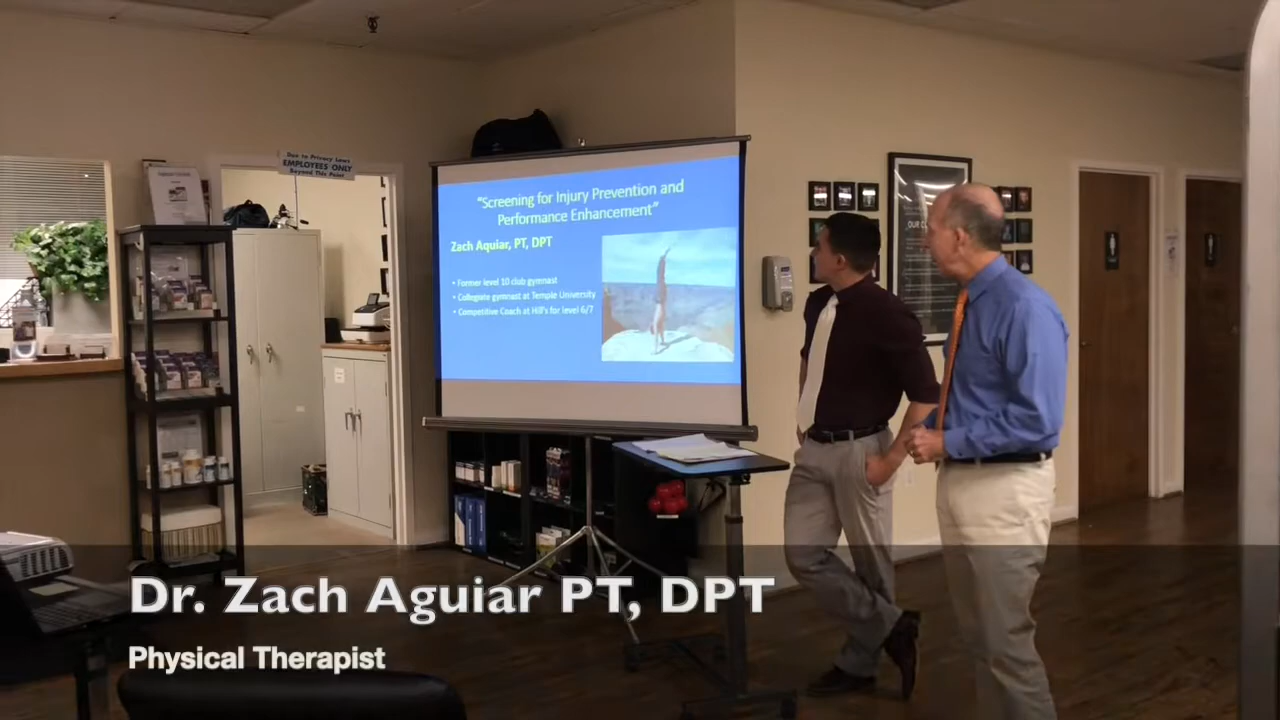 Due to Privacy Laws
EMPLOYEES ONLY
Beyond This Point
"Screening for Injury Prevention and
Performance Enhancement"
Zach Aquiar, PT, DPT
• Former level 10 club gymnast
• Collegiate gymnast at Temple University
• Competitive Coach at Hill's for level 6/7
OUR
Dr. Zach Aguiar PT, DPT
Physical Therapist